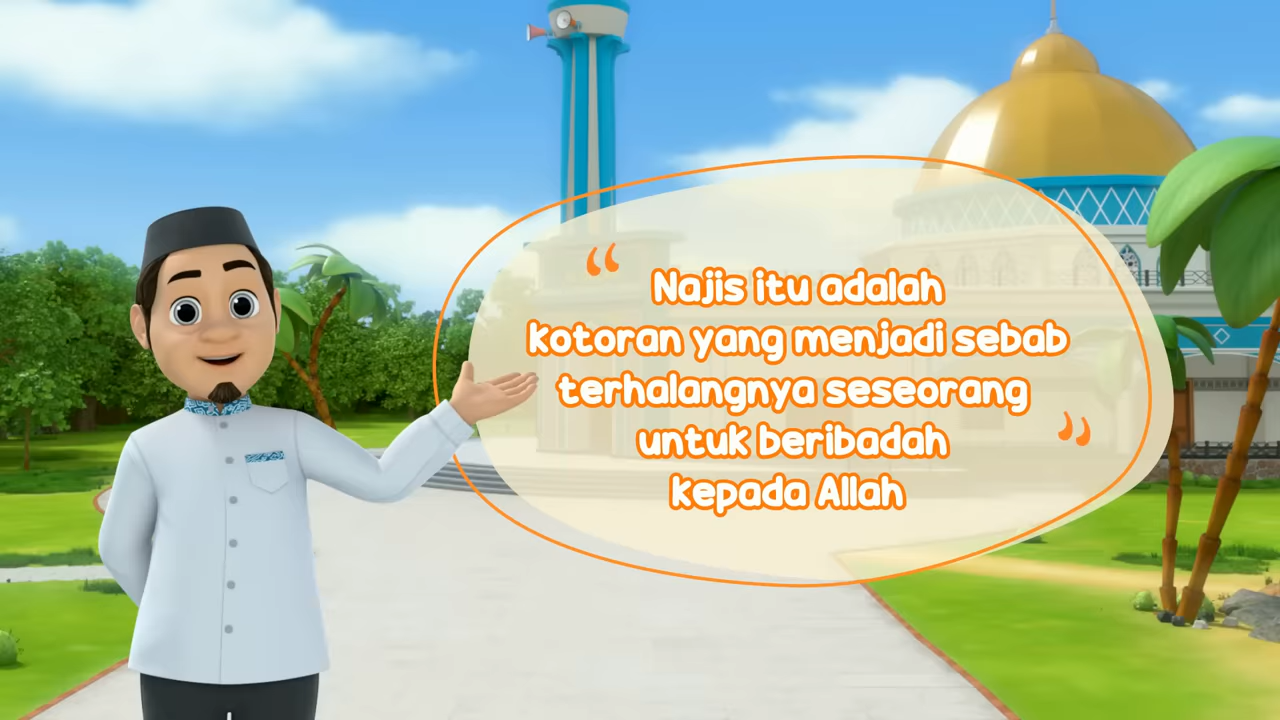 “ Najis itu adalah
kotoran yang menjadi sebab
terhalangnya seseorang
untuk beribadah ”
kepada Allah